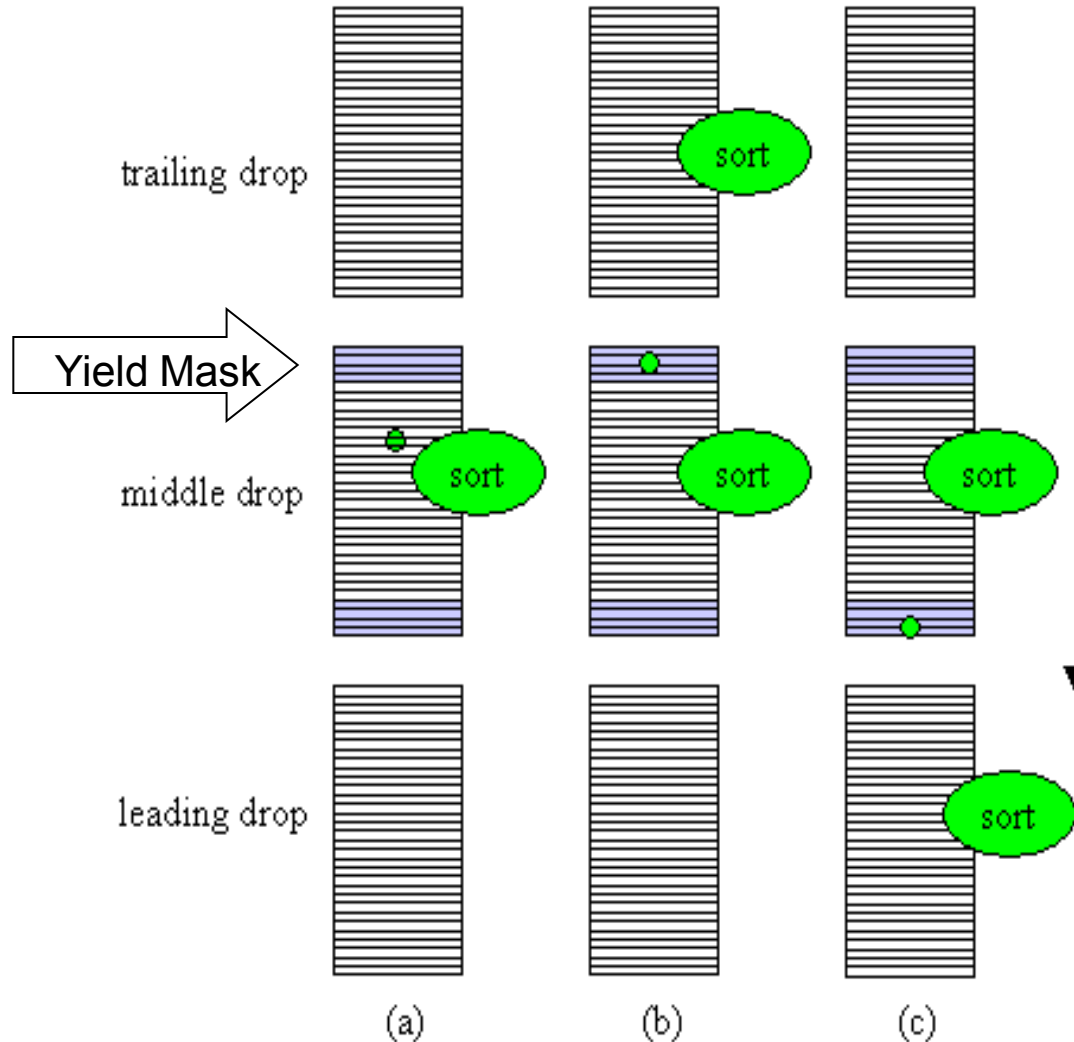 trailing drop
sort
Yield Mask
middle drop
sort
sort
sort
leading drop
sort
(a)
(b)
(c)